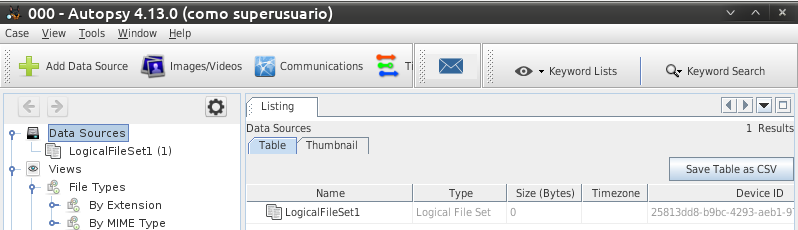 000 - Autopsy 4.13.0 (como superusuario)
Case View Tools Window Help
Add Data Source Images/Videos Communications Keyword Lists Keyword Search
Listing
Data Sources
LogicalFileSet1 (1)
Views
File Types
By Extension
By MIME Type
Data Sources 1 Results
Table Thumbnail
Save Table as CSV
Name Type Size (Bytes) Timezone Device ID
LogicalFileSet1 Logical File Set 0 25813dd8-b9bc-4293-aeb1-9